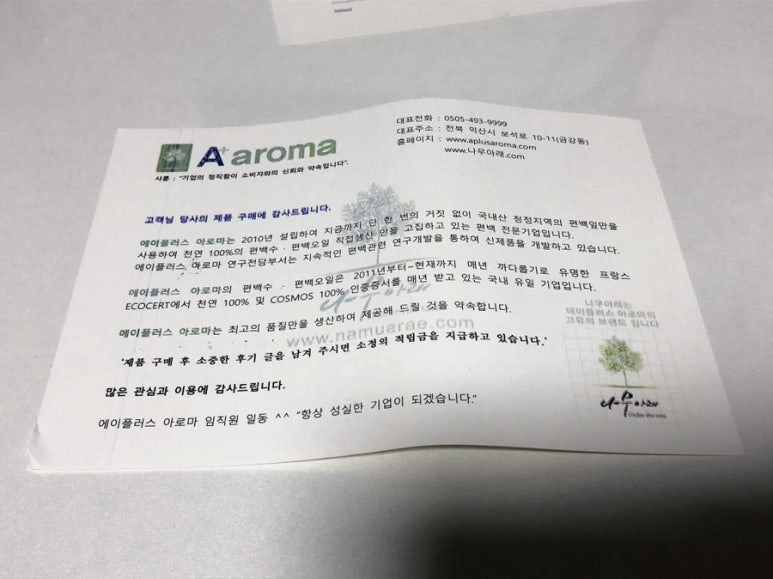 A+ aroma
사훈 : "기업의 정직함이 소비자와의 신뢰와 약속입니다".
대표전화 : 0505-493-9999
대표주소 : 전북 익산시 보석로 10-11(금강동)
홈페이지 : www.aplusaroma.com
www.나무아래.com
고객님 탐사의 제품 구매에 감사드립니다.
에이플러스 아로마는 2010년 설립하여 지금까지 단 한 번의 거짓 없이 국내산 청정지역의 편백잎만을
사용하여 천연 100%의 편백수 · 편백오일 직접생산 만을 고집하고 있는 편백 전문기업입니다.
에이플러스 아로마 연구전담부서는 지속적인 편백관련 연구개발을 통하여 신제품을 개발하고 있습니다.
에이플러스 아로마의 편백수 · 편백오일은 2011년부터~현재까지 매년 까다롭기로 유명한 프랑스
ECOCERT에서 천연 100% 및 COSMOS 100% 인증증서를 매년 받고 있는 국내 유일 기업입니다.
나무아래
에이플러스 아로마는 최고의 품질만을 생산하여 제공해 드릴 것을 약속합니다.
www.namuarae.com
'제품 구매 후 소중한 후기 글을 남겨 주시면 소정의 적립금을 지급하고 있습니다.'
많은 관심과 이용에 감사드립니다.
에이플러스 아로마 임직원 일동 ^^ "항상 성실한 기업이 되겠습니다."
나무아래는
에이플러스 아로마의
고유의 브랜드 입니다
나무아래